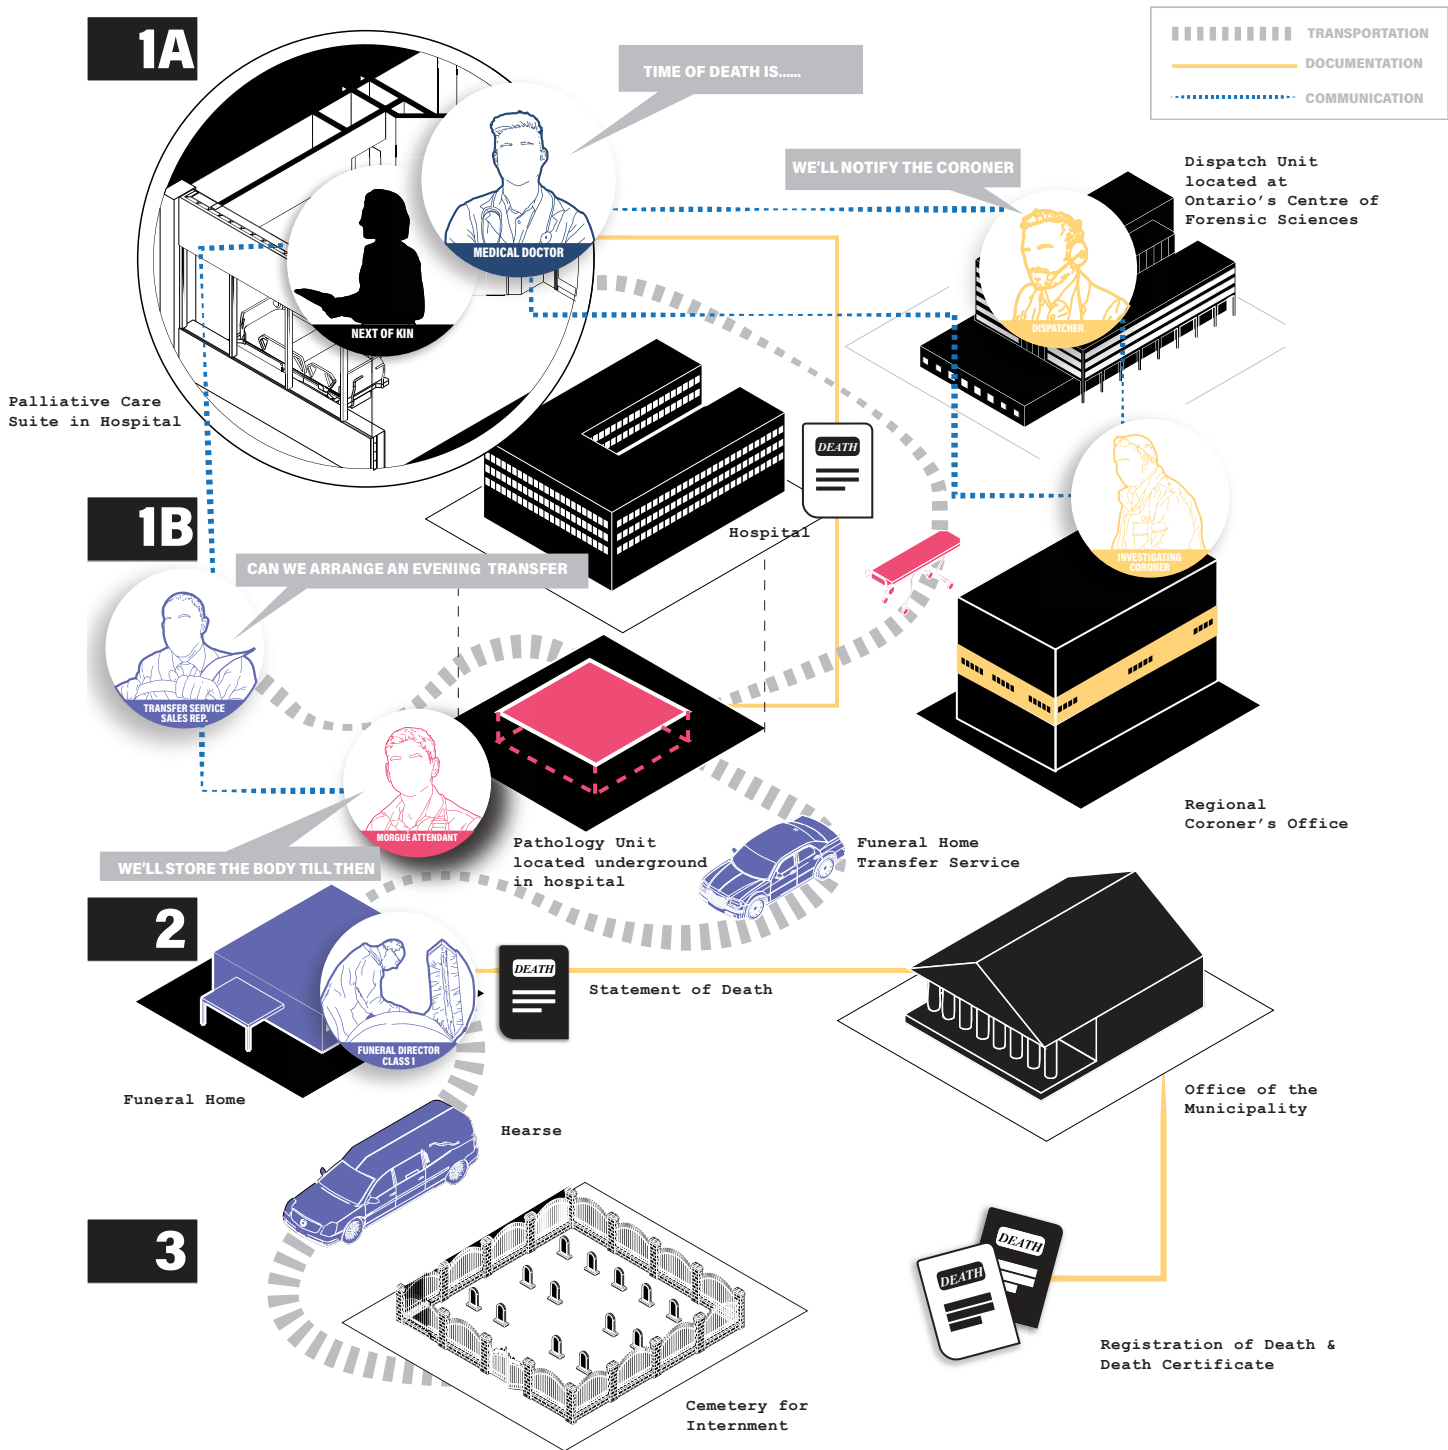 1A
TIME OF DEATH IS......
TRANSPORTATION
DOCUMENTATION
COMMUNICATION
WE'LL NOTIFY THE CORONER
Dispatch Unit
located at
Ontario's Centre of
Forensic Sciences
MEDICAL DOCTOR
NEXT OF KIN
DISPATCHER
Palliative Care
Suite in Hospital
DEATH
1B
Hospital
INVESTIGATING
CORONER
CAN WE ARRANGE AN EVENING TRANSFER
TRANSFER SERVICE
SALES REP.
MORGUE ATTENDANT
WE'LL STORE THE BODY TILL THEN
Pathology Unit
located underground
in hospital
Funeral Home
Transfer Service
Regional
Coroner's Office
2
DEATH
Statement of Death
FUNERAL DIRECTOR
CLASS 1
Funeral Home
Office of the
Municipality
Hearse
3
DEATH
DEATH
Registration of Death &
Death Certificate
Cemetery for
Internment